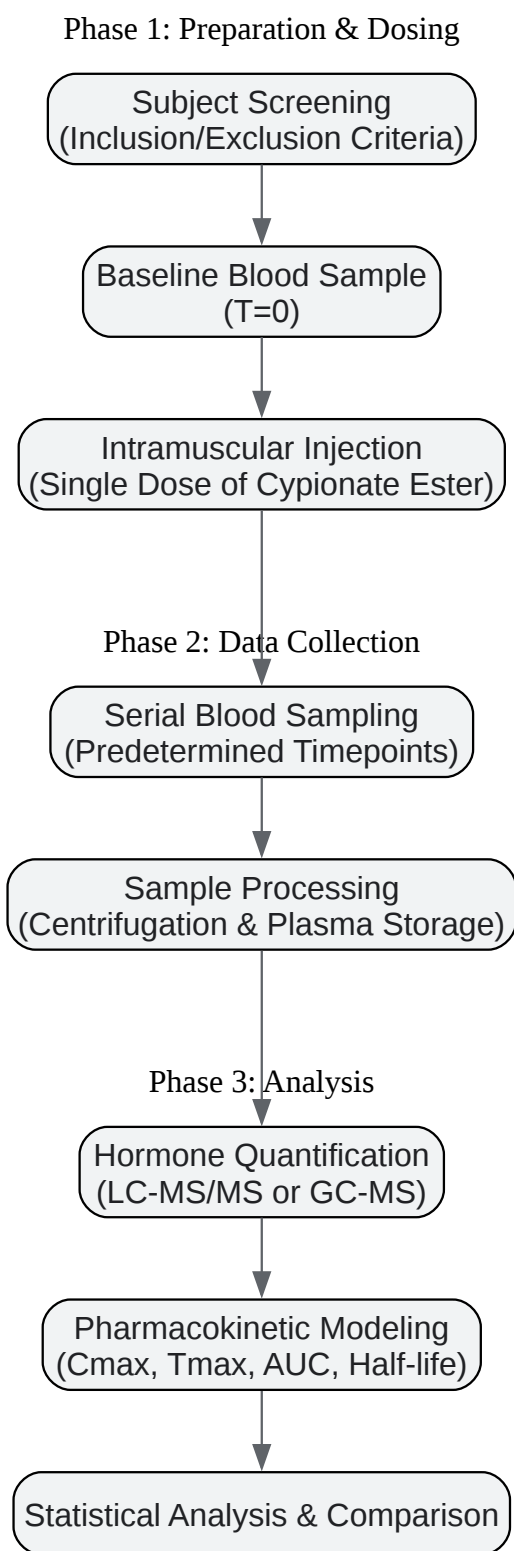 Phase 1: Preparation & Dosing
Subject Screening
(Inclusion/Exclusion Criteria)
Baseline Blood Sample
(T=0)
Intramuscular Injection
(Single Dose of Cypionate Ester)
Phase 2: Data Collection
Serial Blood Sampling
(Predetermined Timepoints)
Sample Processing
(Centrifugation & Plasma Storage)
Phase 3: Analysis
Hormone Quantification
(LC-MS/MS or GC-MS)
Pharmacokinetic Modeling
(Cmax, Tmax, AUC, Half-life)
Statistical Analysis & Comparison